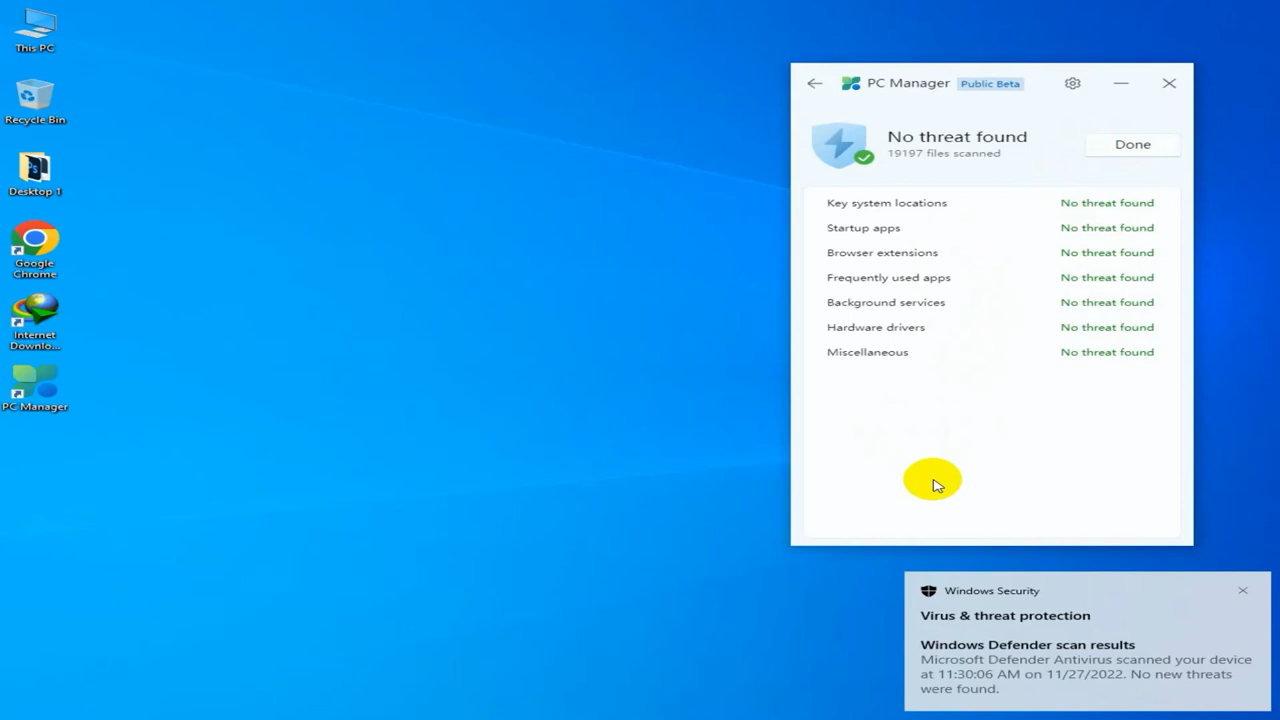 This PC
Recycle Bin
Desktop 1
Google
Chrome
Internet
Downlo...
PC Manager
PC Manager Public Beta
No threat found
19197 files scanned
Done
Key system locations No threat found
Startup apps No threat found
Browser extensions No threat found
Frequently used apps No threat found
Background services No threat found
Hardware drivers No threat found
Miscellaneous No threat found
Windows Security
Virus & threat protection
Windows Defender scan results
Microsoft Defender Antivirus scanned your device
at 11:30:06 AM on 11/27/2022. No new threats
were found.